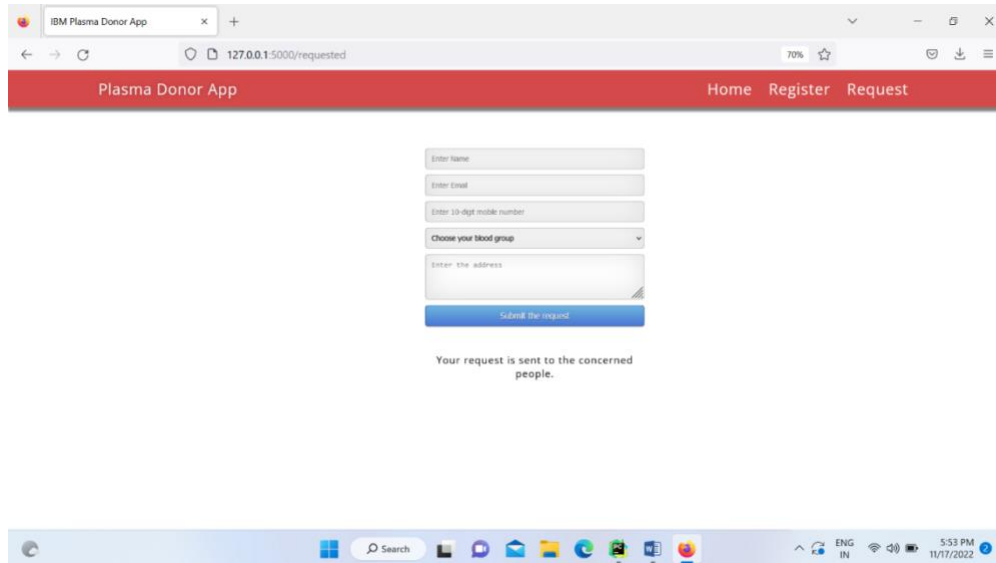 IBM Plasma Donor App
127.0.0.1:5000/requested
70%
Plasma Donor App
Home Register Request
Enter Name
Enter Email
Enter 10-digit mobile number
Choose your blood group
Enter the address
Submit the request
Your request is sent to the concerned
people.
Search
ENG
IN
5:53 PM
11/17/2022
2